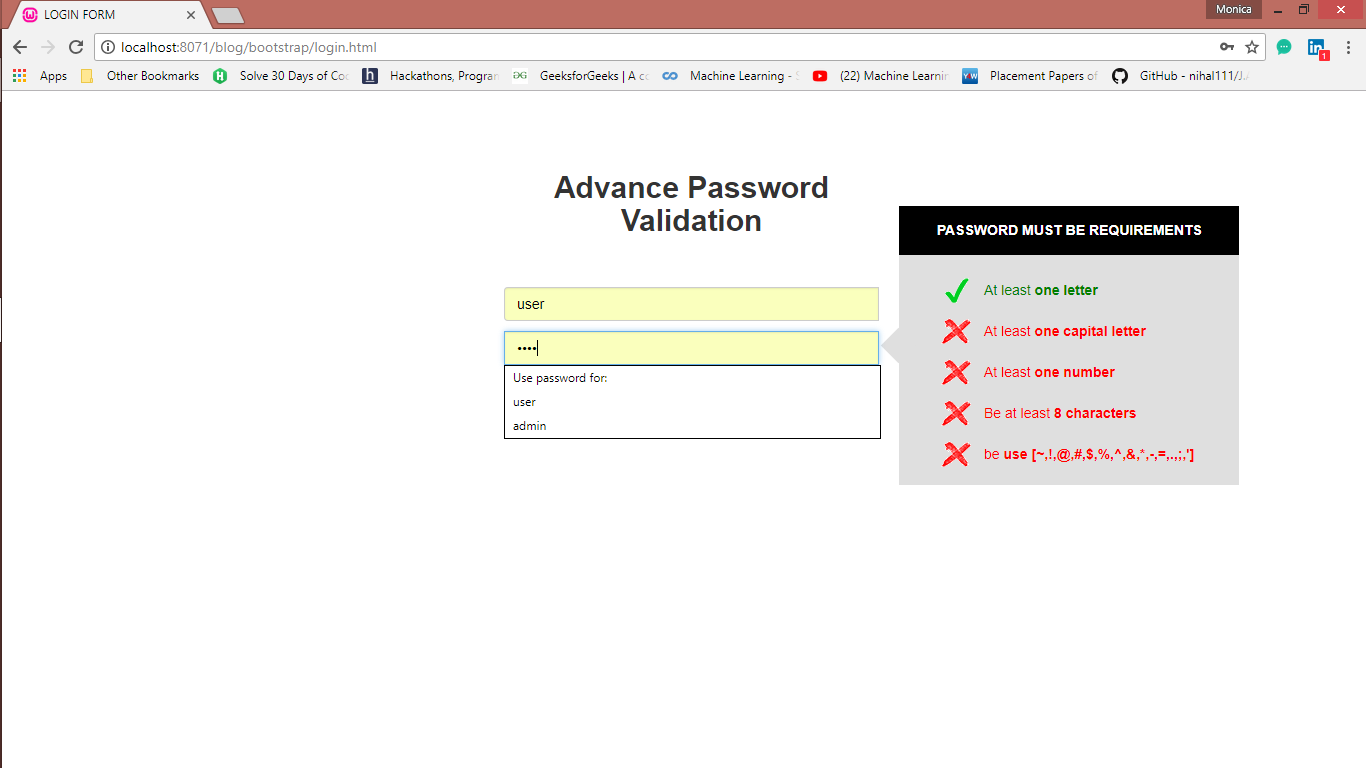 LOGIN FORM
Monica
localhost:8071/blog/bootstrap/login.html
Apps Other Bookmarks Solve 30 Days of Co Hackathons, Progran GeeksforGeeks | A c Machine Learning - (22) Machine Learnin Placement Papers of GitHub - nihal111/J.
1
Advance Password
Validation
PASSWORD MUST BE REQUIREMENTS
user
At least one letter
At least one capital letter
••••
At least one number
Use password for:
user
Be at least 8 characters
admin
be use [~,!,@,#,$,%,^,&,*,-,=,.,;,']